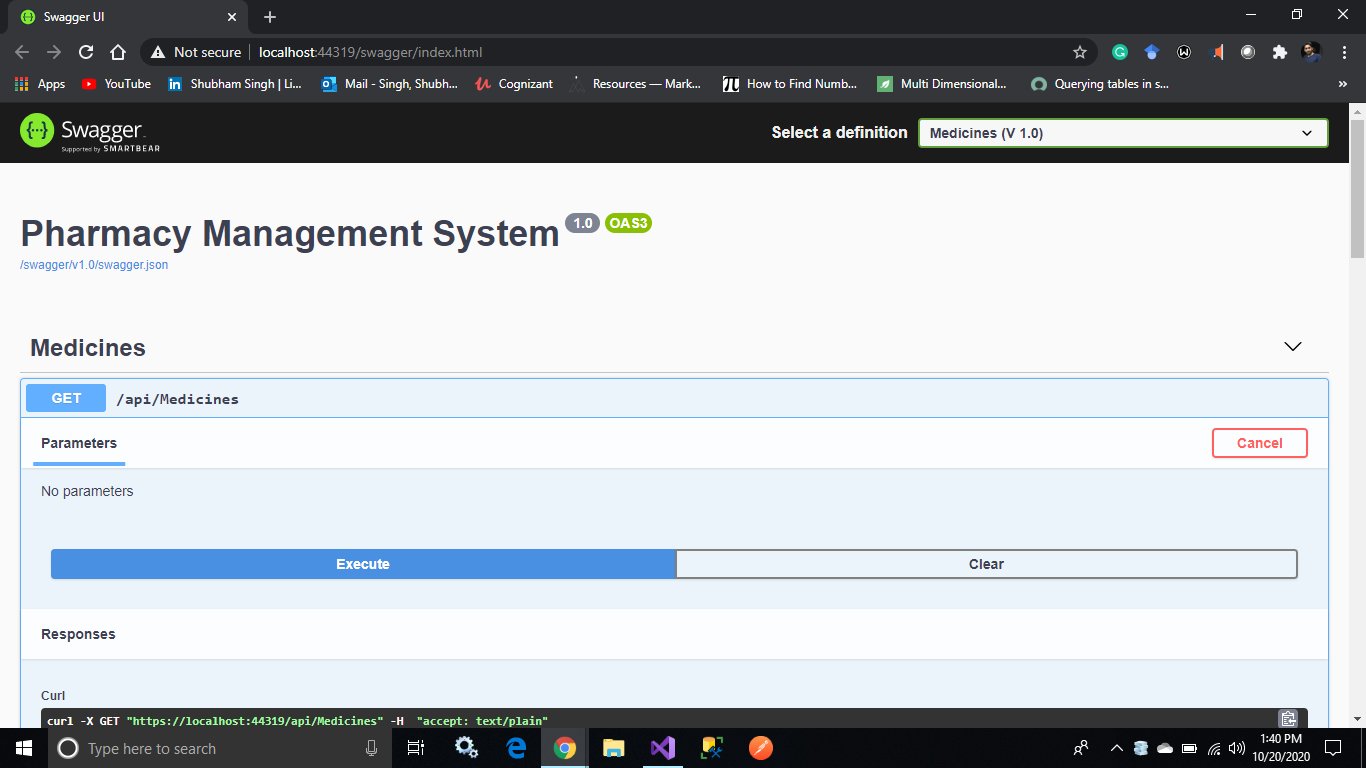 Swagger UI
Not secure localhost:44319/swagger/index.html
Apps YouTube Shubham Singh | Li... Mail - Singh, Shubh... Cognizant Resources — Mark... How to Find Numb... Multi Dimensional... Querying tables in s... »
Swagger
Supported by SMARTBEAR
Select a definition Medicines (V 1.0)
Pharmacy Management System 1.0 OAS3
/swagger/v1.0/swagger.json
Medicines
GET /api/Medicines
Parameters Cancel
No parameters
Execute Clear
Responses
Curl
curl -X GET "https://localhost:44319/api/Medicines" -H  "accept: text/plain"
Type here to search
1:40 PM
10/20/2020